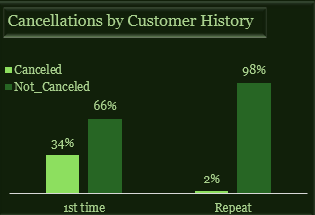 Cancellations by Customer History
Canceled
Not_Canceled
98%
66%
34%
2%
1st time
Repeat